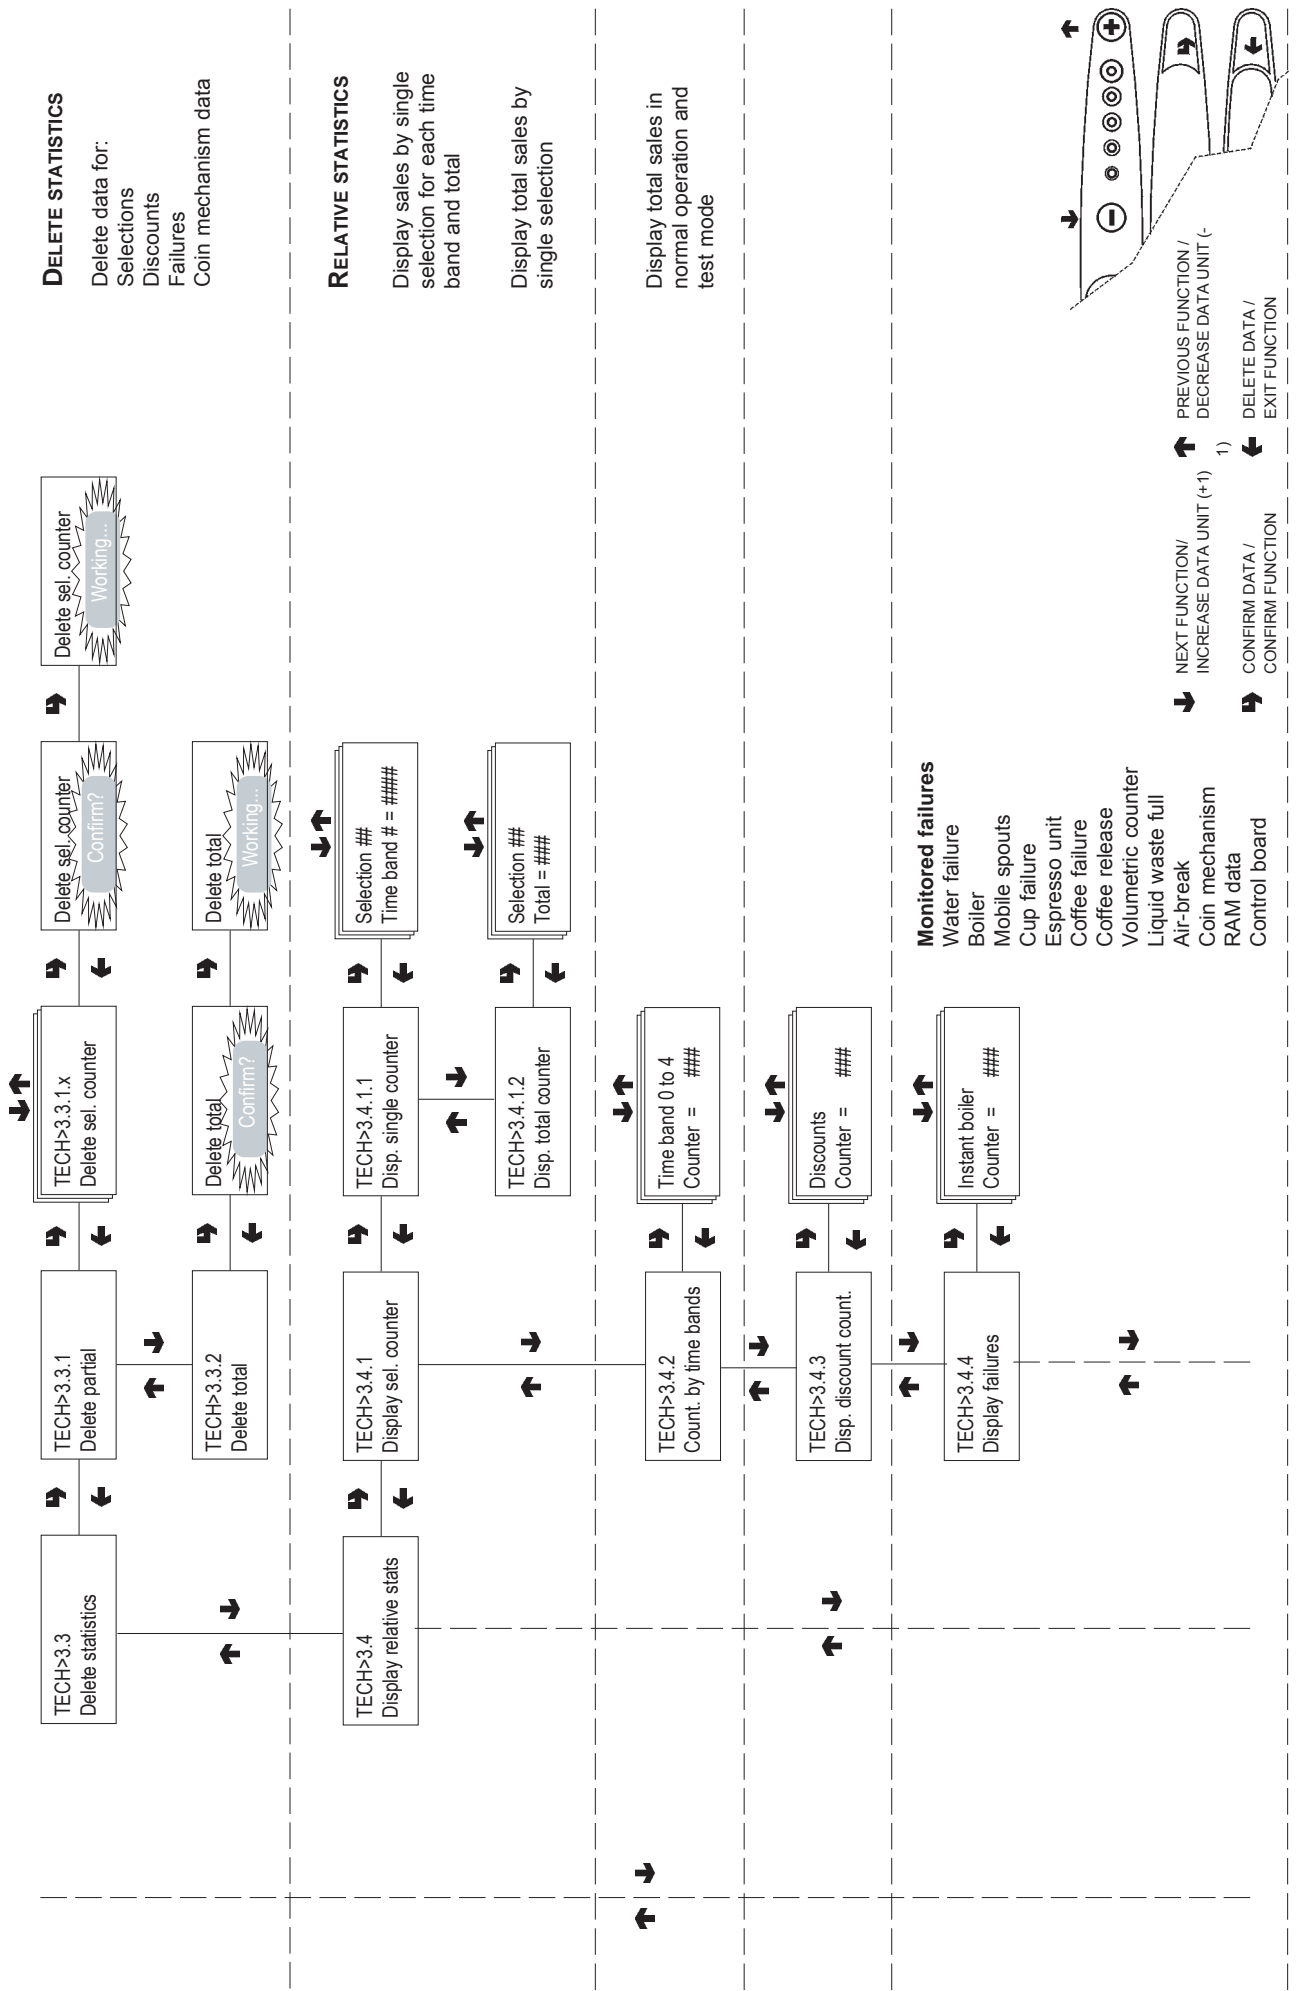 TECH>3.3
Delete statistics
TECH>3.3.1
Delete partial
TECH>3.3.1.x
Delete sel. counter
Delete sel. counter
Confirm?
Delete sel. counter
Working...
DELETE STATISTICS
Delete data for:
Selections
Discounts
Failures
Coin mechanism data
TECH>3.3.2
Delete total
Delete total
Confirm?
Delete total
Working...
TECH>3.4
Display relative stats
TECH>3.4.1
Display sel. counter
TECH>3.4.1.1
Disp. single counter
Selection ##
Time band # = ####
RELATIVE STATISTICS
Display sales by single
selection for each time
band and total
TECH>3.4.1.2
Disp. total counter
Selection ##
Total = ###
Display total sales by
single selection
TECH>3.4.2
Count. by time bands
Time band 0 to 4
Counter = ###
Display total sales in
normal operation and
test mode
TECH>3.4.3
Disp. discount count.
Discounts
Counter = ###
TECH>3.4.4
Display failures
Instant boiler
Counter = ###
Monitored failures
Water failure
Boiler
Mobile spouts
Cup failure
Espresso unit
Coffee failure
Coffee release
Volumetric counter
Liquid waste full
Air-break
Coin mechanism
RAM data
Control board
NEXT FUNCTION/
INCREASE DATA UNIT (+1)
PREVIOUS FUNCTION /
DECREASE DATA UNIT (-
1)
CONFIRM DATA /
CONFIRM FUNCTION
DELETE DATA /
EXIT FUNCTION